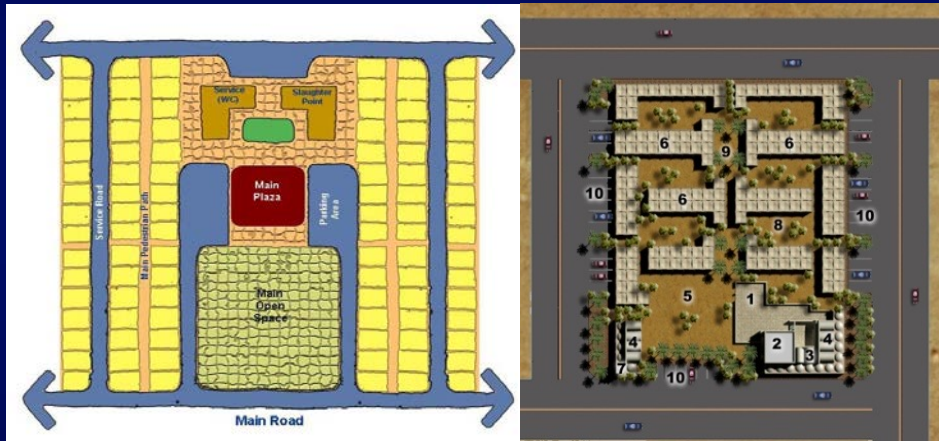 Service
(WC)
Slaughter
Point
Main
Plaza
Parking
Area
Service Road
Main Pedestrian Path
Main
Open
Space
Main Road
6
9
6
10
6
10
8
5
1
4
2
3
4
7
10